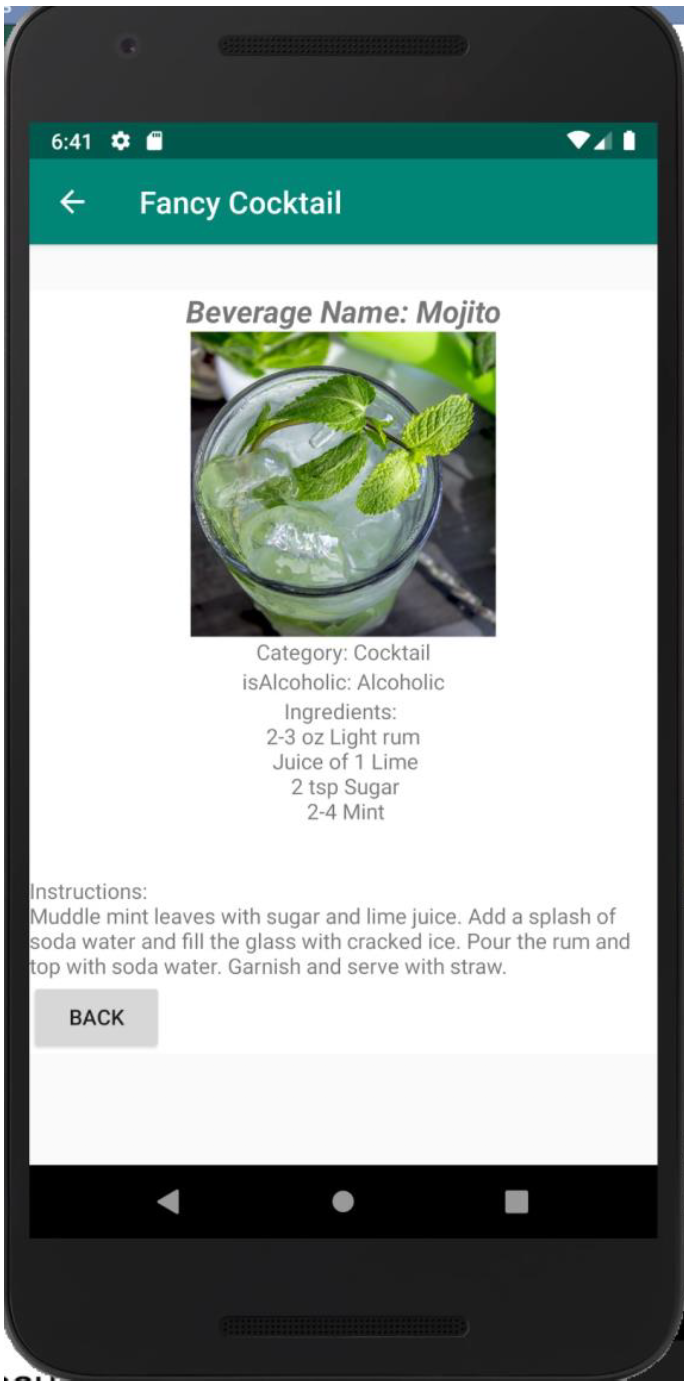 6:41
Fancy Cocktail
Beverage Name: Mojito
Category: Cocktail
isAlcoholic: Alcoholic
Ingredients:
2-3 oz Light rum
Juice of 1 Lime
2 tsp Sugar
2-4 Mint
Instructions:
Muddle mint leaves with sugar and lime juice. Add a splash of
soda water and fill the glass with cracked ice. Pour the rum and
top with soda water. Garnish and serve with straw.
BACK